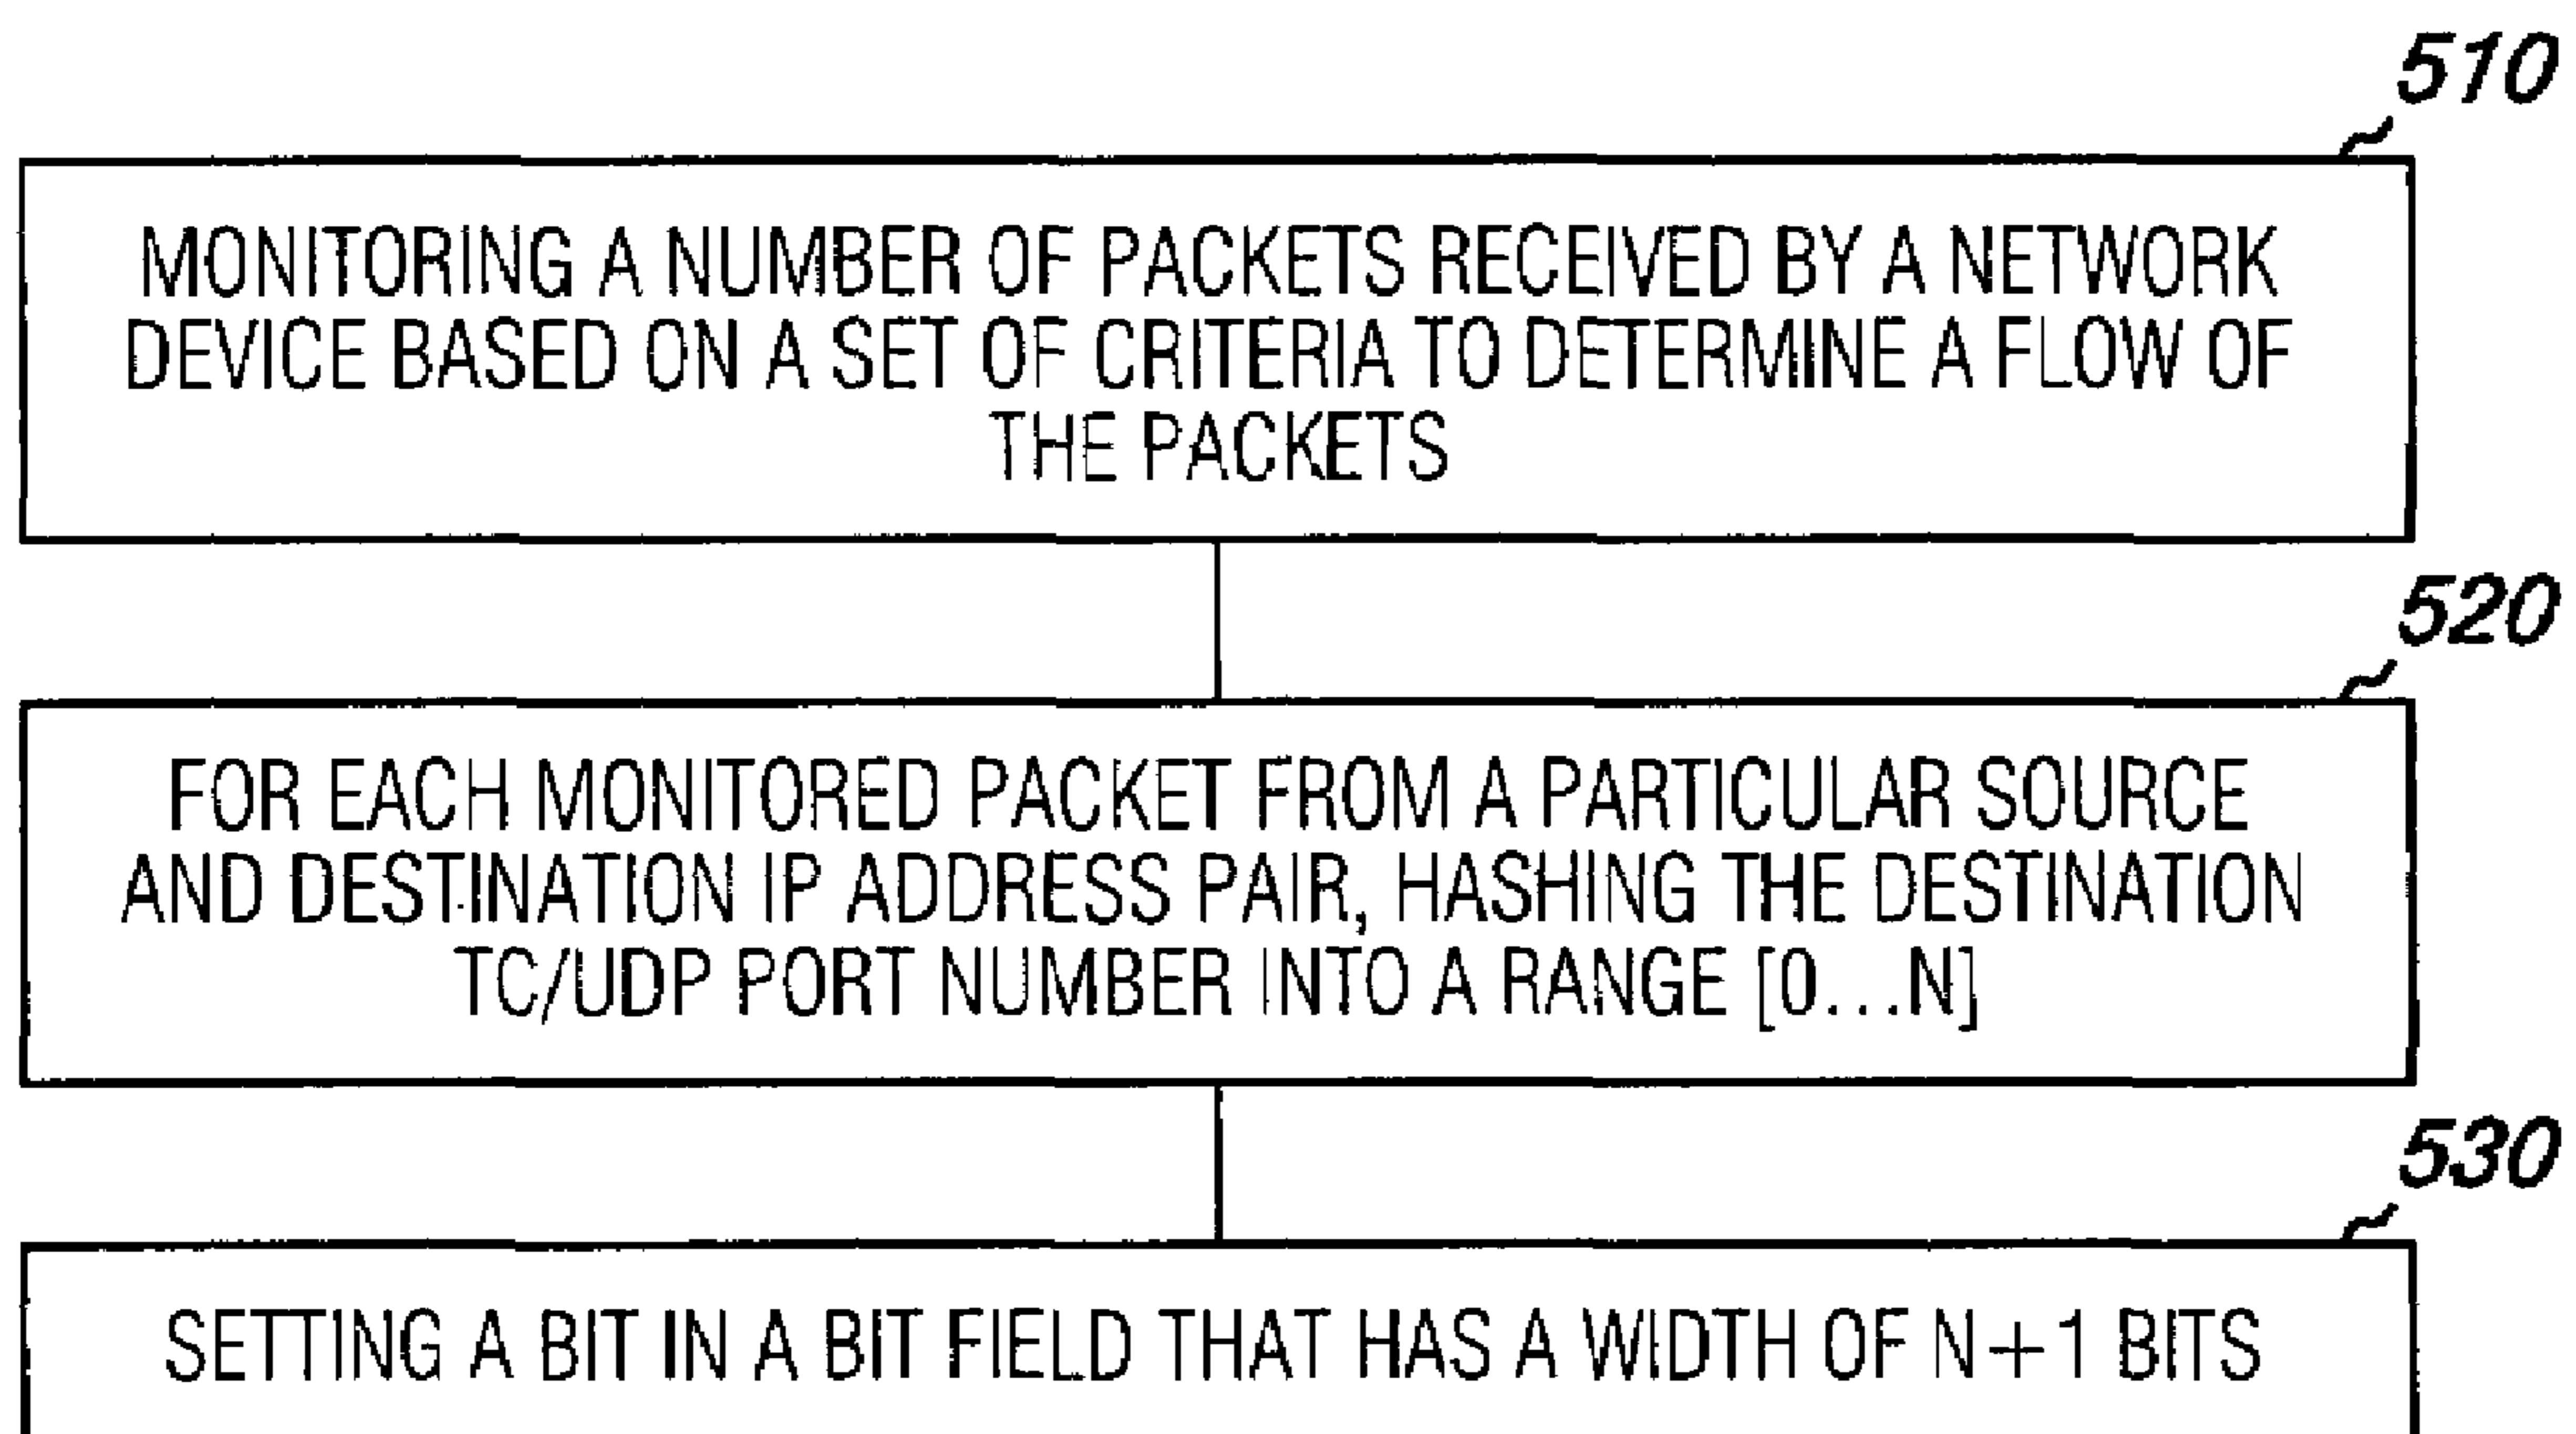 510
MONITORING A NUMBER OF PACKETS RECEIVED BY A NETWORK
DEVICE BASED ON A SET OF CRITERIA TO DETERMINE A FLOW OF
THE PACKETS
520
FOR EACH MONITORED PACKET FROM A PARTICULAR SOURCE
AND DESTINATION IP ADDRESS PAIR, HASHING THE DESTINATION
TC/UDP PORT NUMBER INTO A RANGE [0...N]
530
SETTING A BIT IN A BIT FIELD THAT HAS A WIDTH OF N+1 BITS